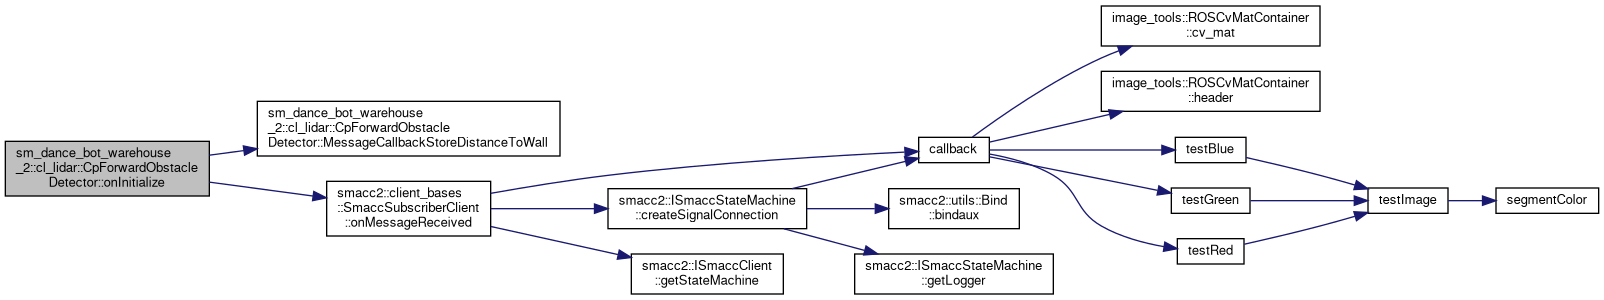 sm_dance_bot_warehouse
_2::cl_lidar::CpForwardObstacle
Detector::onInitialize
sm_dance_bot_warehouse
_2::cl_lidar::CpForwardObstacle
Detector::MessageCallbackStoreDistanceToWall
smacc2::client_bases
::SmaccSubscriberClient
::onMessageReceived
smacc2::ISmaccStateMachine
::createSignalConnection
smacc2::ISmaccClient
::getStateMachine
callback
smacc2::utils::Bind
::bindaux
smacc2::ISmaccStateMachine
::getLogger
image_tools::ROSCvMatContainer
::cv_mat
image_tools::ROSCvMatContainer
::header
testBlue
testGreen
testRed
testImage
segmentColor